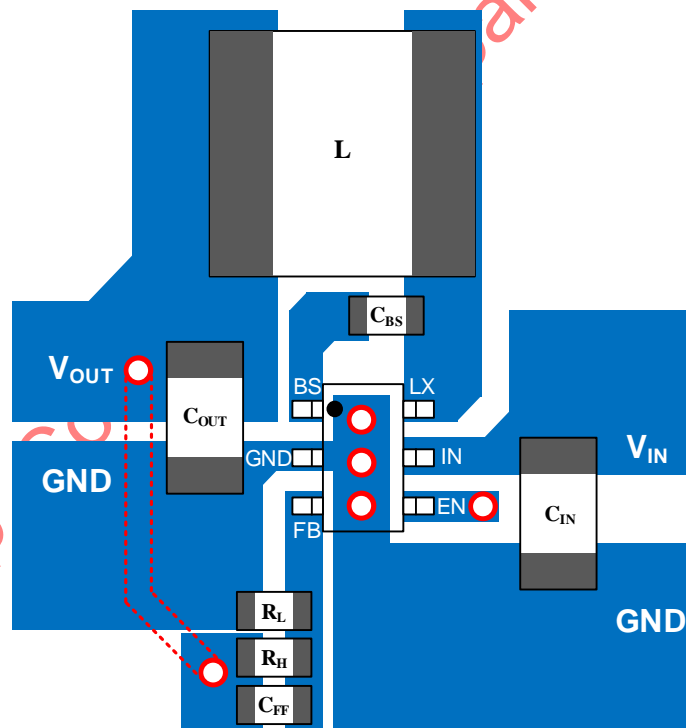 L
C_BS
V_OUT
BS
LX
C_OUT
GND
IN
V_IN
GND
FB
EN
C_IN
R_L
GND
R_H
C_FF